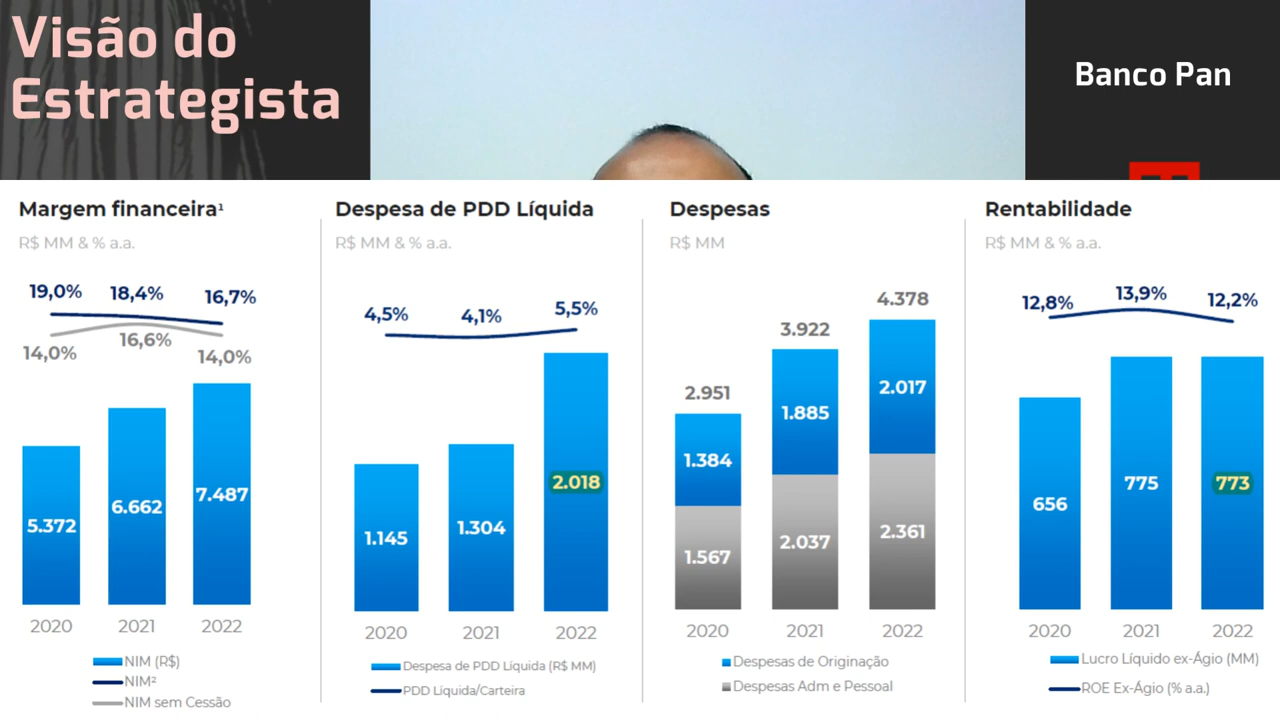 Visão do
Estrategista
Banco Pan
Margem financeira¹
R$ MM & % a.a.
19,0%
18,4%
16,7%
14,0%
16,6%
14,0%
5.372
6.662
7.487
2020
2021
2022
NIM (R$)
NIM²
NIM sem Cessão
Despesa de PDD Líquida
R$ MM & % a.a.
4,5%
4,1%
5,5%
1.145
1.304
2.018
2020
2021
2022
Despesa de PDD Líquida (R$ MM)
PDD Líquida/Carteira
Despesas
R$ MM
2.951
3.922
4.378
1.384
1.885
2.017
1.567
2.037
2.361
2020
2021
2022
Despesas de Originação
Despesas Adm e Pessoal
Rentabilidade
R$ MM & % a.a.
12,8%
13,9%
12,2%
656
775
773
2020
2021
2022
Lucro Líquido ex-Ágio (MM)
ROE Ex-Ágio (% a.a.)